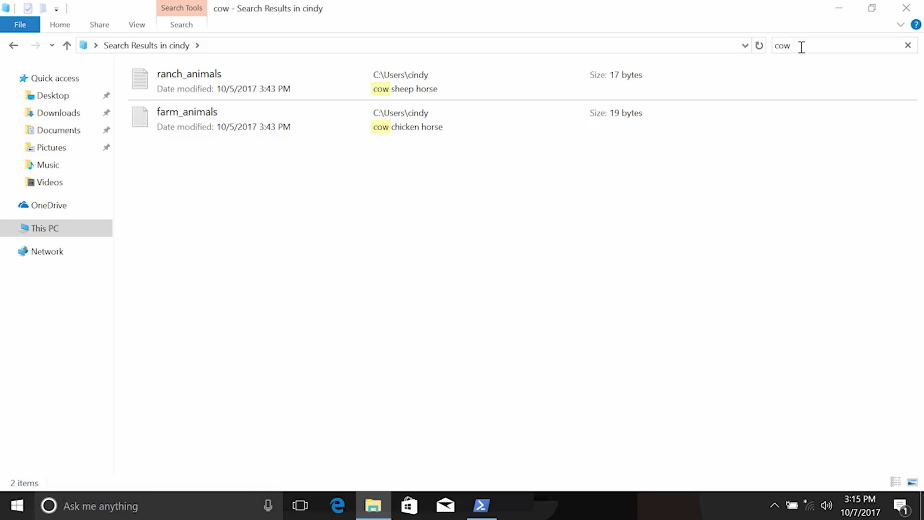 Search Tools
cow - Search Results in cindy
File
Home
Share
View
Search
Search Results in cindy
cow
Quick access
Desktop
Downloads
Documents
Pictures
Music
Videos
OneDrive
This PC
Network
ranch_animals
Date modified: 10/5/2017 3:43 PM
C:\Users\cindy
cow sheep horse
Size: 17 bytes
farm_animals
Date modified: 10/5/2017 3:43 PM
C:\Users\cindy
cow chicken horse
Size: 19 bytes
2 items
Ask me anything
3:15 PM
10/7/2017
1